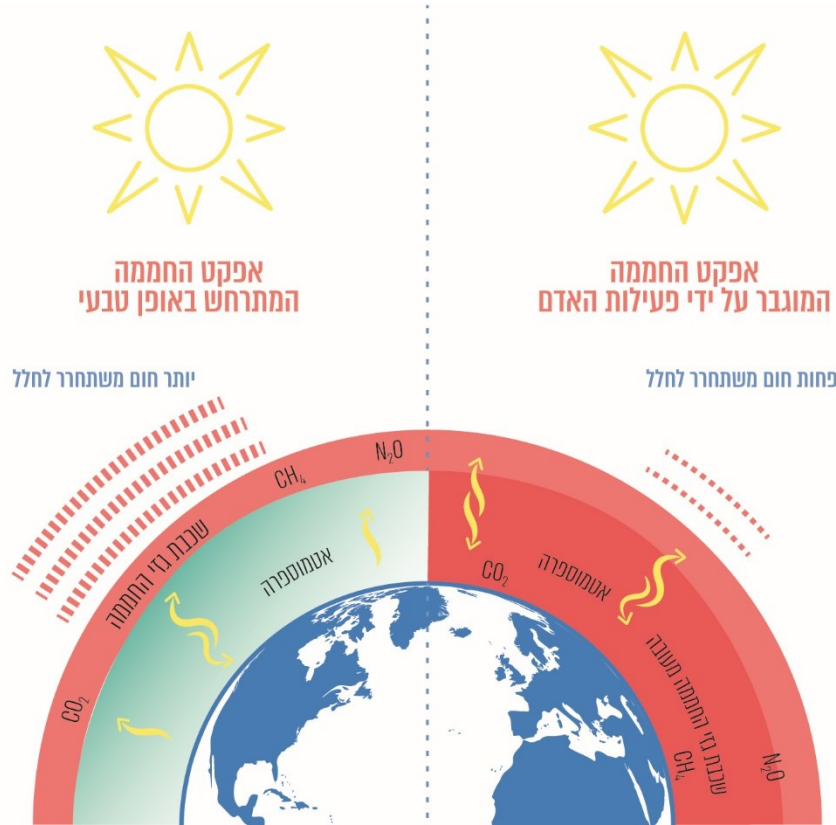 אפקט החממה
המוגבר על ידי פעילות האדם
פחות חום משתחרר לחלל
CO₂
אטמוספרה
שכבת גזי החממה מעובה
CH₄
N₂O
אפקט החממה
המתרחש באופן טבעי
יותר חום משתחרר לחלל
N₂O
CH₄
שכבת גזי החממה
אטמוספרה
CO₂